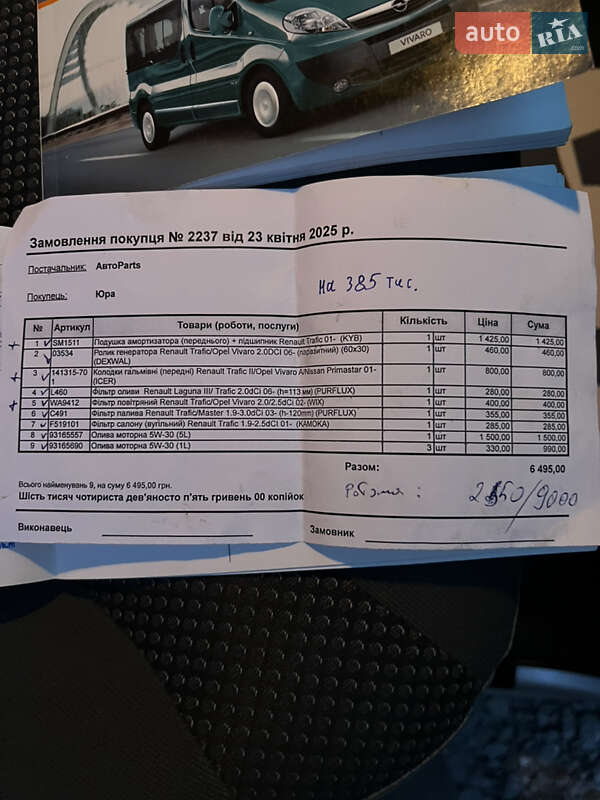 auto RIA .com
VIVARO
Замовлення покупця № 2237 від 23 квітня 2025 р.
Постачальник: АвтоParts
Покупець: Юра
На 385 тис.
№ Артикул Товари (роботи, послуги) Кількість Ціна Сума
1 SM1511 Подушка амортизатора (переднього) + підшипник Renault Trafic 01- (KYB) 1 шт 1 425,00 1 425,00
2 03534 Ролик генератора Renault Trafic/Opel Vivaro 2.0DCI 06- (паразитний) (60x30) (DEXWAL) 1 шт 460,00 460,00
3 141315-701 Колодки гальмівні (передні) Renault Trafic II/Opel Vivaro A/Nissan Primastar 01- (ICER) 1 шт 800,00 800,00
4 L460 Фільтр оливи Renault Laguna III/ Trafic 2.0dCi 06- (h=113 мм) (PURFLUX) 1 шт 280,00 280,00
5 WA9412 Фільтр повітряний Renault Trafic/Opel Vivaro 2.0/2.5dCi 02- (WIX) 1 шт 400,00 400,00
6 C491 Фільтр палива Renault Trafic/Master 1.9-3.0dCi 03- (h-120mm) (PURFLUX) 1 шт 355,00 355,00
7 F519101 Фільтр салону (вугільний) Renault Trafic 1.9-2.5dCi 01- (KAMOKA) 1 шт 285,00 285,00
8 93165557 Олива моторна 5W-30 (5L) 1 шт 1 500,00 1 500,00
9 93165690 Олива моторна 5W-30 (1L) 3 шт 330,00 990,00
Разом: 6 495,00
Всього найменувань 9, на суму 6 495,00 грн.
Шість тисяч чотириста дев'яносто п'ять гривень 00 копійок
/9000
Виконавець Замовник